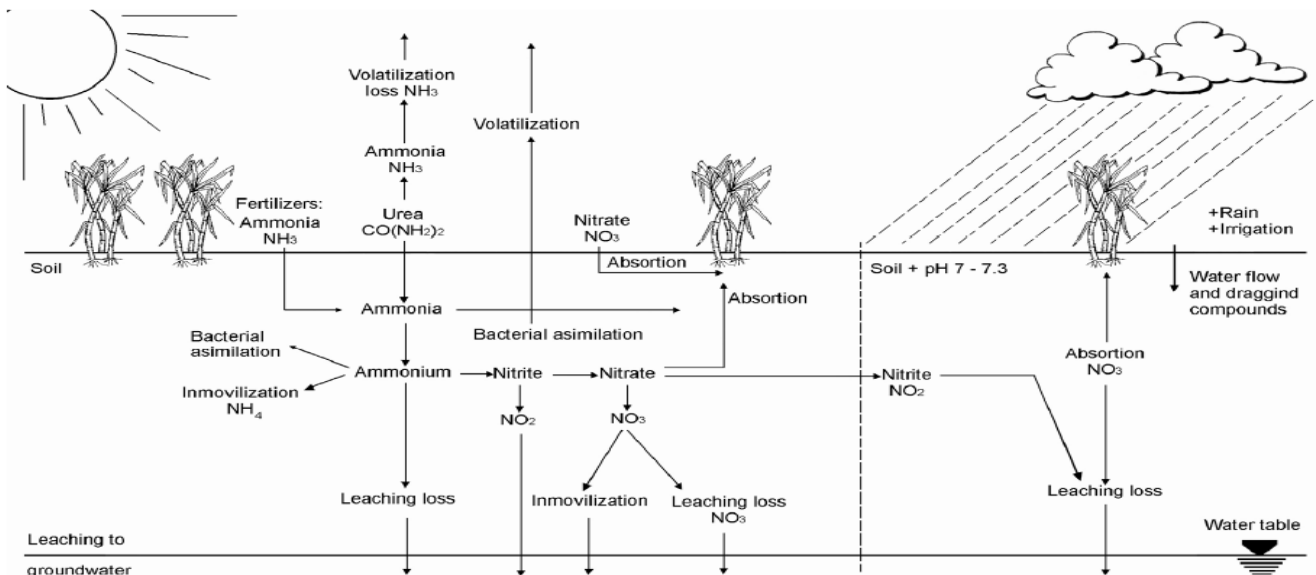 Volatilization
loss NH₃
Volatilization
Ammonia
NH₃
Fertilizers:
Ammonia
NH₃
Urea
CO(NH₂)₂
Nitrate
NO₃
+Rain
+Irrigation
Soil
Absortion
Soil + pH 7 - 7.3
Water flow
and draggind
compounds
Ammonia
Absortion
Bacterial
asimilation
Bacterial asimilation
Ammonium
Nitrite
Nitrate
Nitrite
NO₂
Absortion
NO₃
Inmovilization
NH₄
NO₂
NO₃
Leaching loss
Inmovilization
Leaching loss
NO₃
Leaching loss
Water table
Leaching to
groundwater